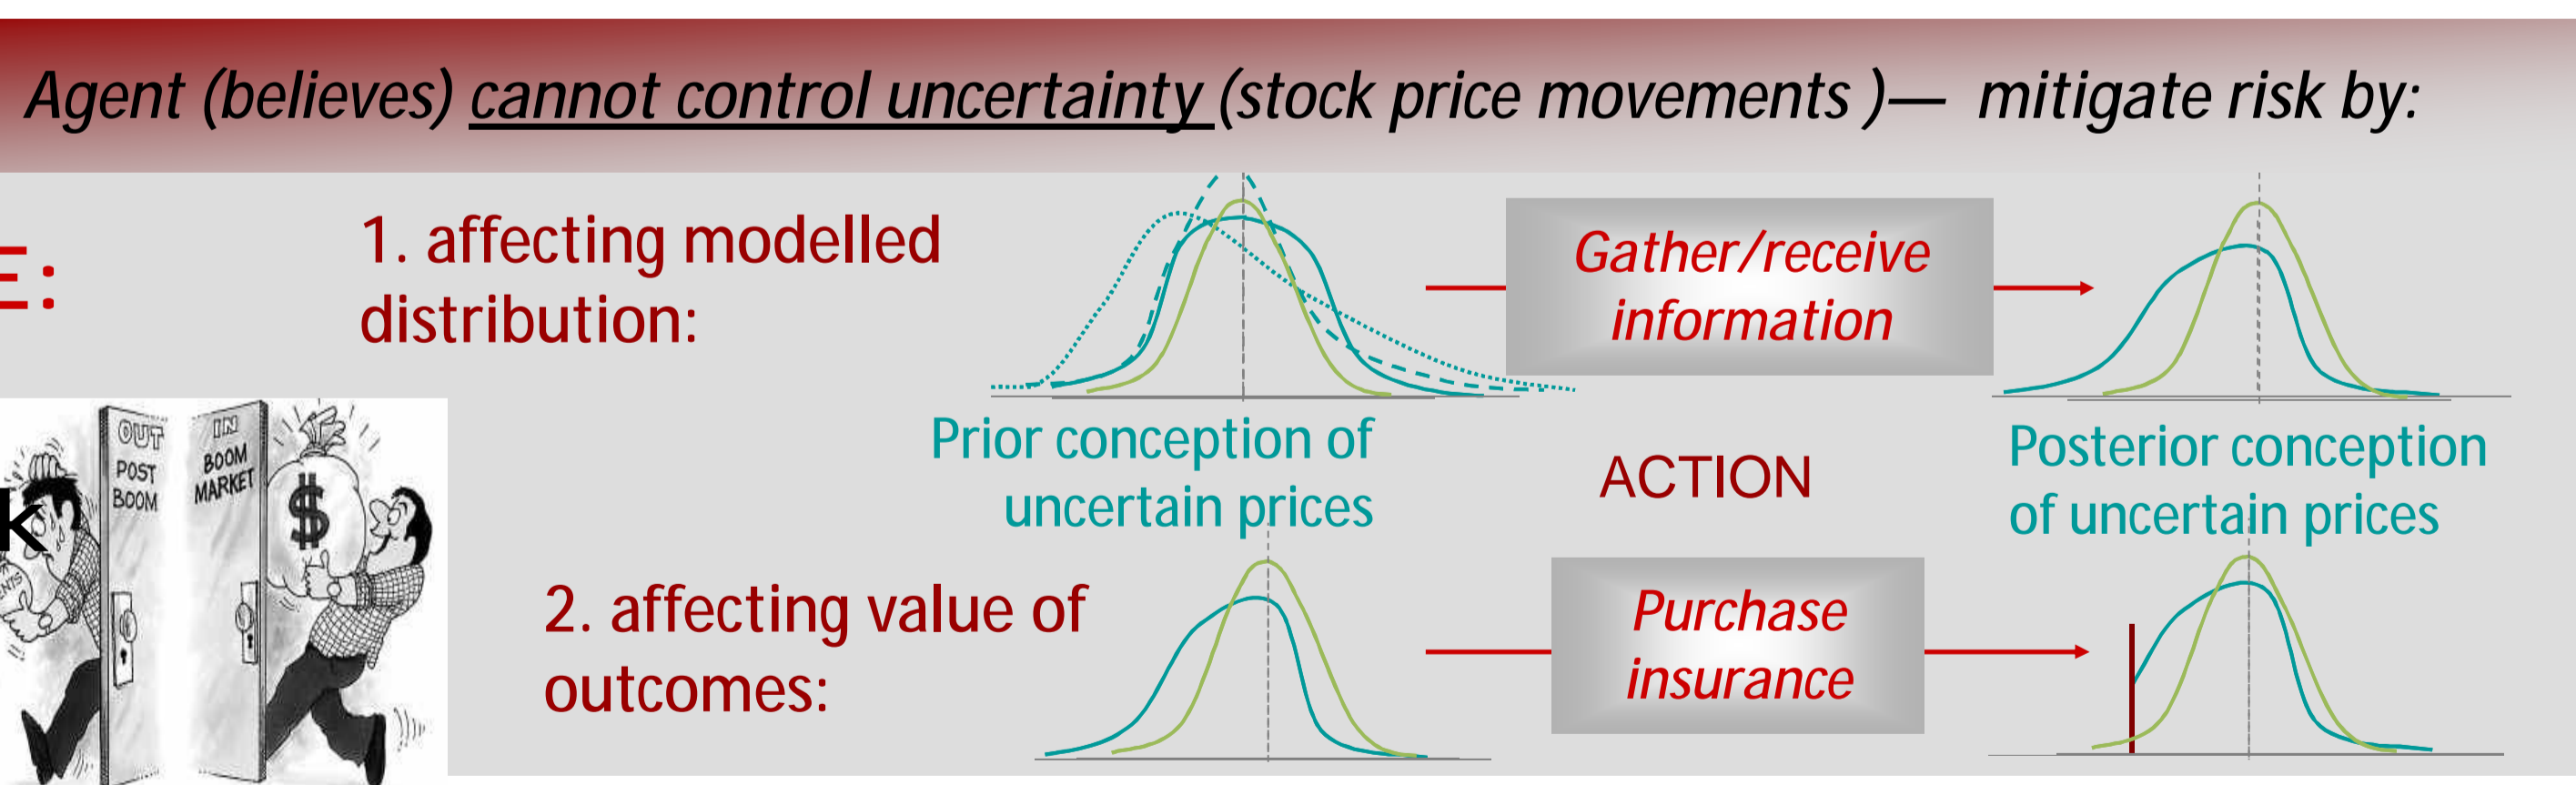 Agent (believes) cannot control uncertainty (stock price movements )— mitigate risk by:
E:
1. affecting modelled
distribution:
Gather/receive
information
Prior conception of
uncertain prices
ACTION
Posterior conception
of uncertain prices
OUT
POST
BOOM
IN
BOOM
MARKET
$
k
2. affecting value of
outcomes:
Purchase
insurance